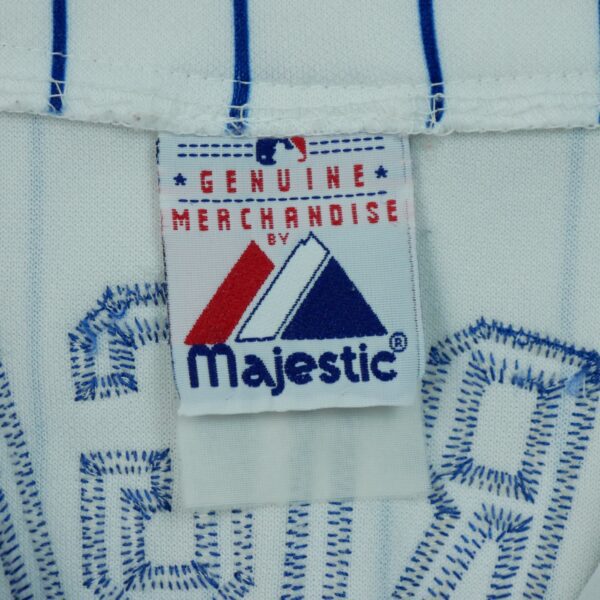 * GENUINE *
MERCHANDISE
BY
Majestic®